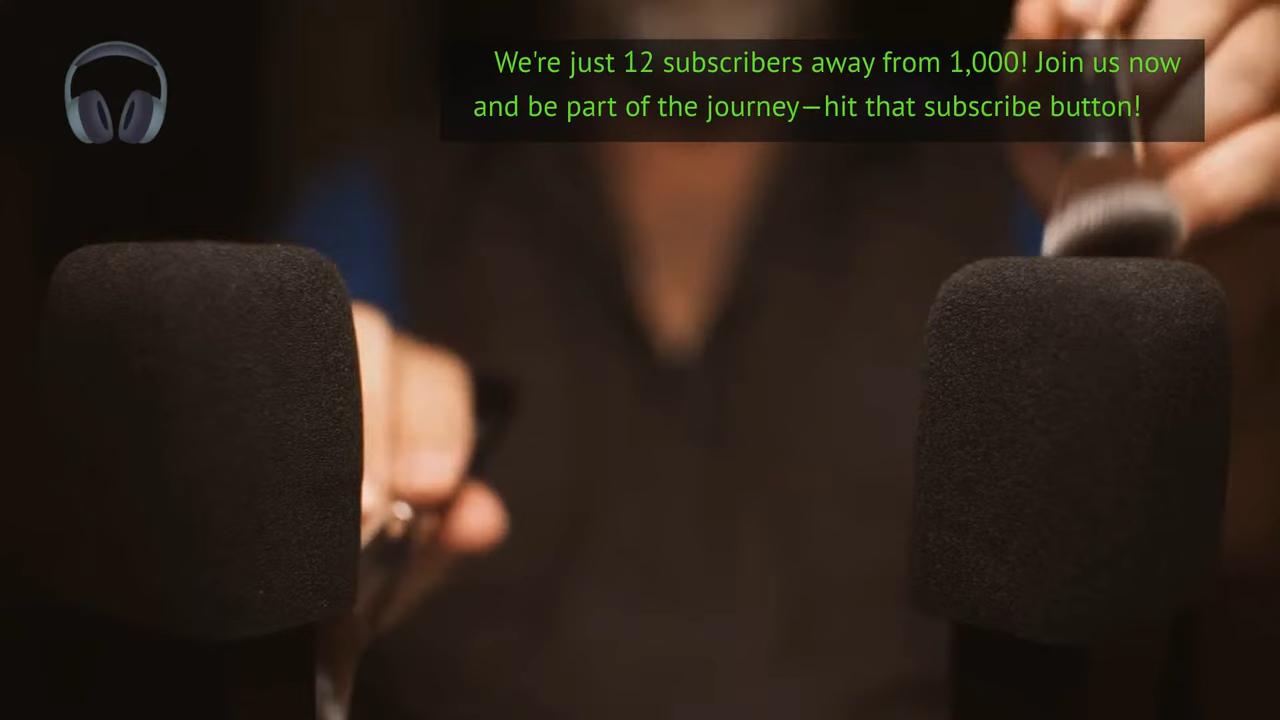 We're just 12 subscribers away from 1,000! Join us now
and be part of the journey—hit that subscribe button!